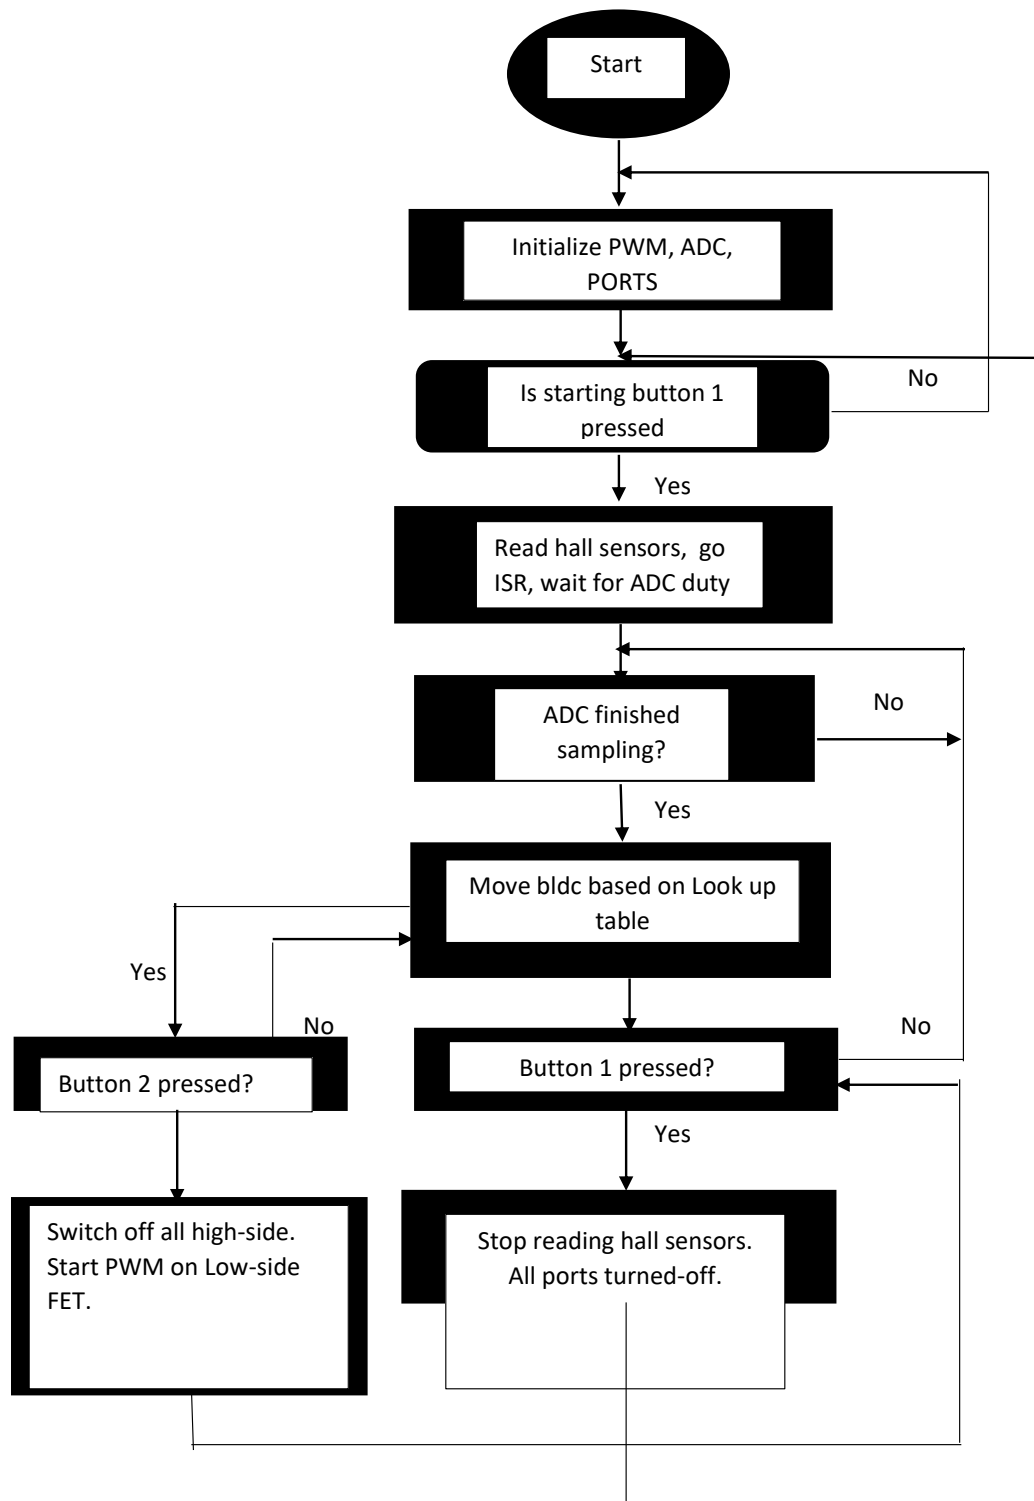 Start
Initialize PWM, ADC,
PORTS
No
Is starting button 1
pressed
Yes
Read hall sensors,  go
ISR, wait for ADC duty
No
ADC finished
sampling?
Yes
Move bldc based on Look up
table
Yes
No
No
Button 2 pressed?
Button 1 pressed?
Yes
Switch off all high-side.
Start PWM on Low-side
FET.
Stop reading hall sensors.
All ports turned-off.